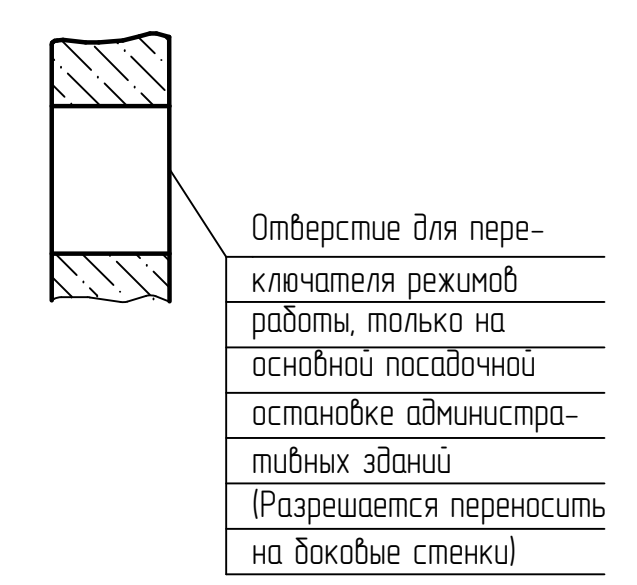 Отверстие для пере-
ключателя режимов
работы, только на
основной посадочной
остановке администра-
тивных зданий
(Разрешается переносить
на боковые стенки)